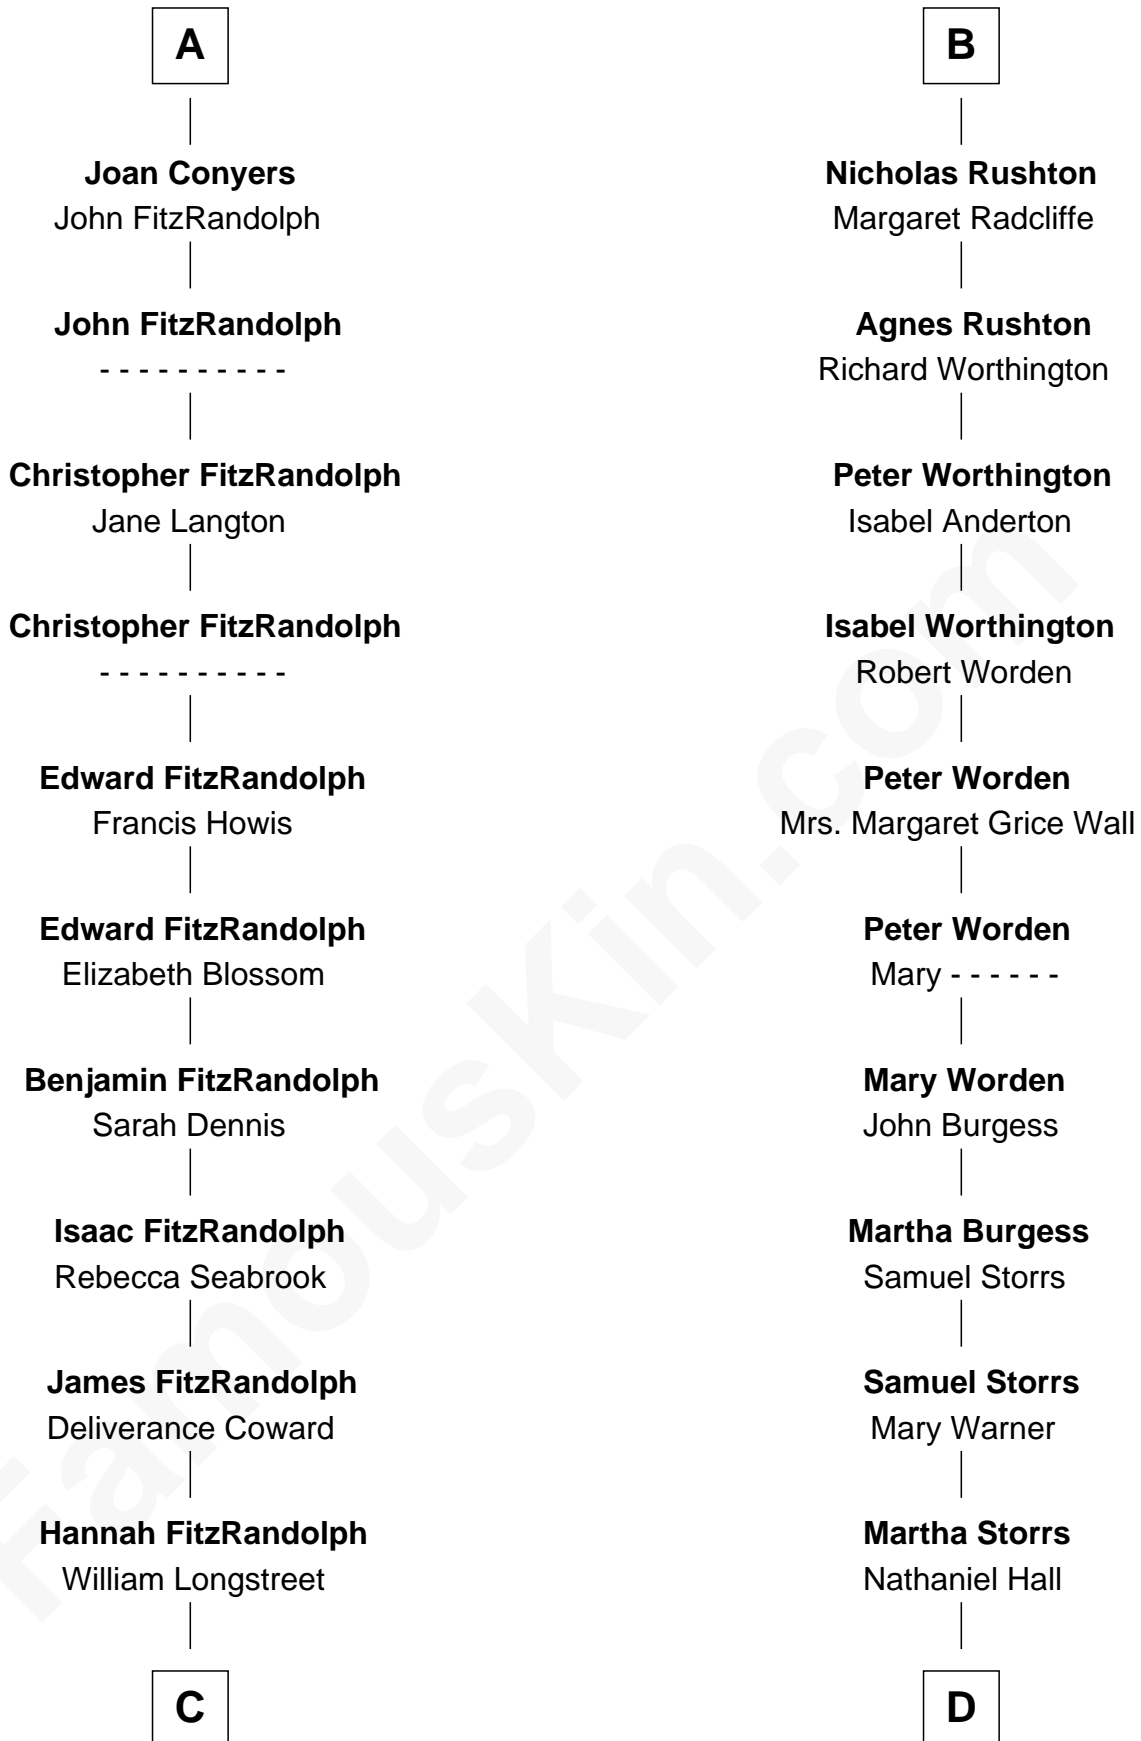 A
Joan Conyers
John FitzRandolph
John FitzRandolph
- - - - - - - - - -
Christopher FitzRandolph
Jane Langton
Christopher FitzRandolph
- - - - - - - - - -
Edward FitzRandolph
Francis Howis
Edward FitzRandolph
Elizabeth Blossom
Benjamin FitzRandolph
Sarah Dennis
Isaac FitzRandolph
Rebecca Seabrook
James FitzRandolph
Deliverance Coward
Hannah FitzRandolph
William Longstreet
C
B
Nicholas Rushton
Margaret Radcliffe
Agnes Rushton
Richard Worthington
Peter Worthington
Isabel Anderton
Isabel Worthington
Robert Worden
Peter Worden
Mrs. Margaret Grice Wall
Peter Worden
Mary - - - - - -
Mary Worden
John Burgess
Martha Burgess
Samuel Storrs
Samuel Storrs
Mary Warner
Martha Storrs
Nathaniel Hall
D
FamousKin.com